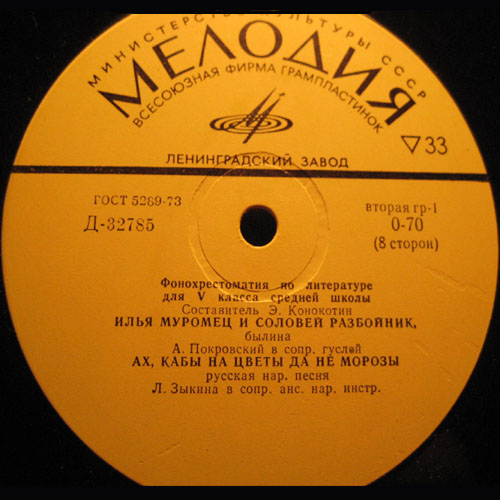 МИНИСТЕРСТВО КУЛЬТУРЫ СССР
МЕЛОДИЯ
ВСЕСОЮЗНАЯ ФИРМА ГРАМПЛАСТИНОК
33
ЛЕНИНГРАДСКИЙ ЗАВОД
ГОСТ 5289-73
Д-32785
вторая гр-1
0-70
(8 сторон)
Фонохрестоматия по литературе
для V класса средней школы
Составитель Э. Конокотин
ИЛЬЯ МУРОМЕЦ И СОЛОВЕЙ РАЗБОЙНИК,
былина
А. Покровский в сопр. гуслей
АХ, КАБЫ НА ЦВЕТЫ ДА НЕ МОРОЗЫ
русская нар. песня
Л. Зыкина в сопр. анс. нар. инстр.